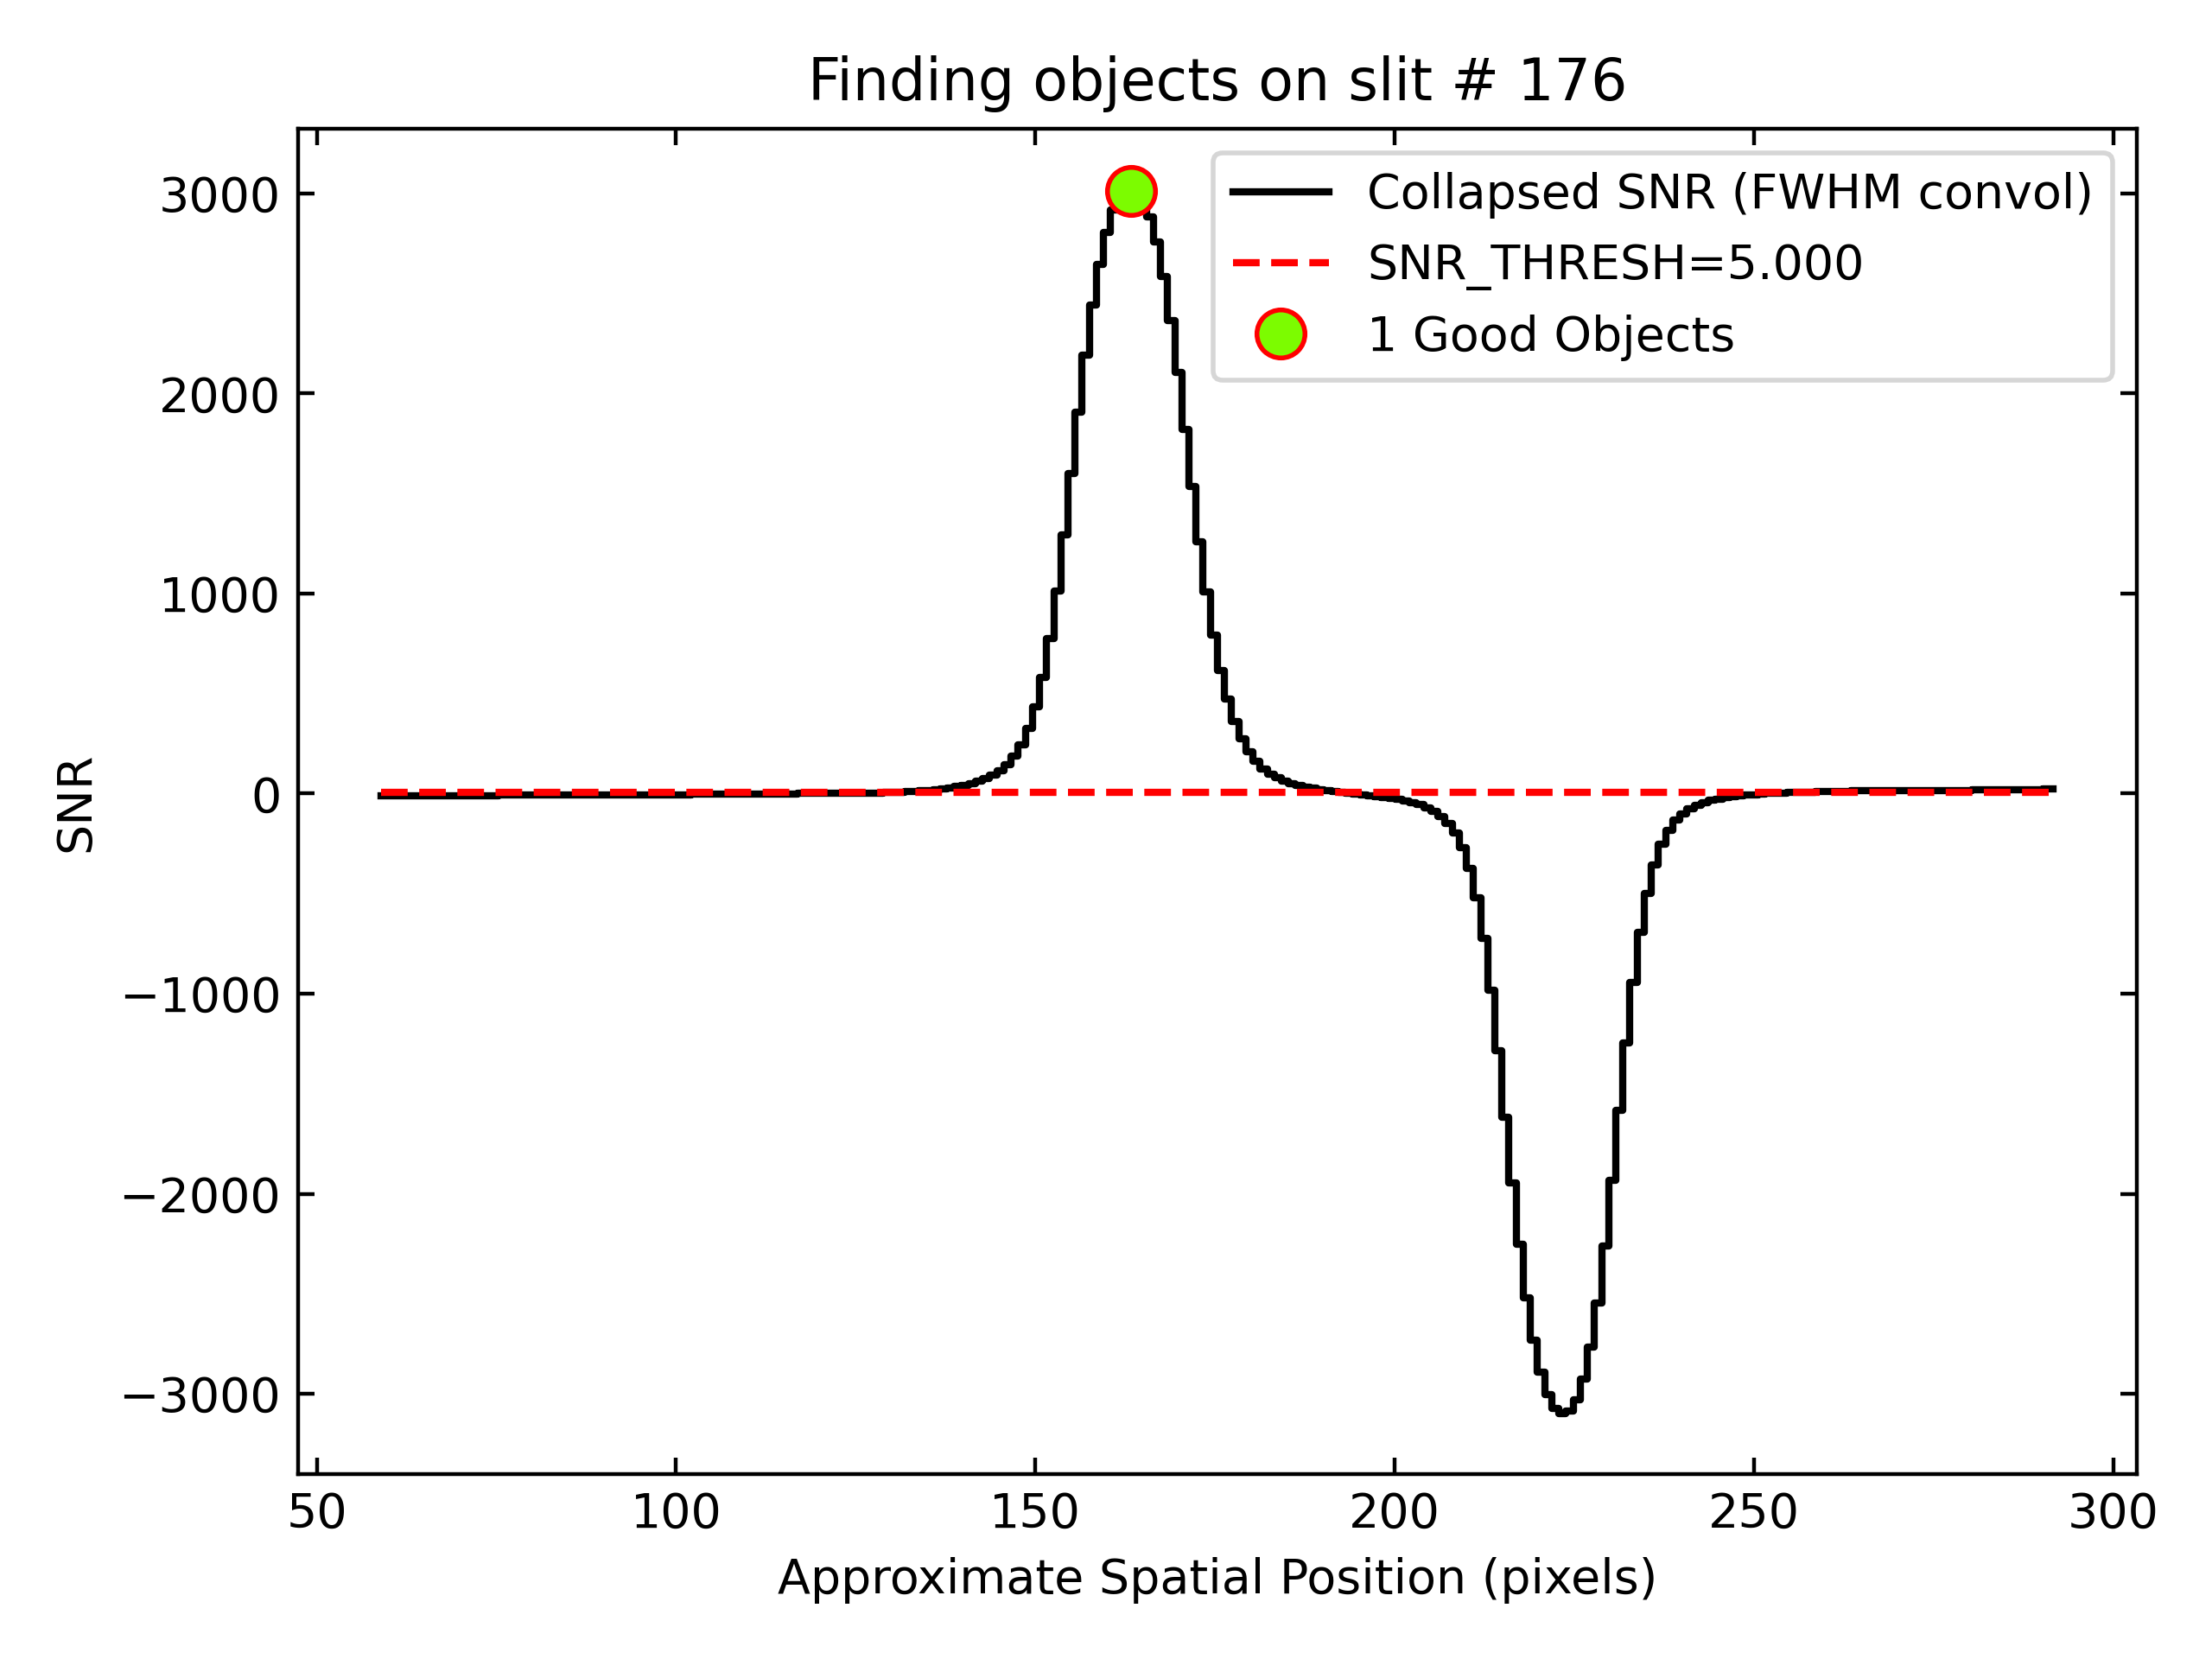 Finding objects on slit # 176
Collapsed SNR (FWHM convol)
SNR_THRESH=5.000
1 Good Objects
3000
2000
1000
0
−1000
−2000
−3000
SNR
50 100 150 200 250 300
Approximate Spatial Position (pixels)